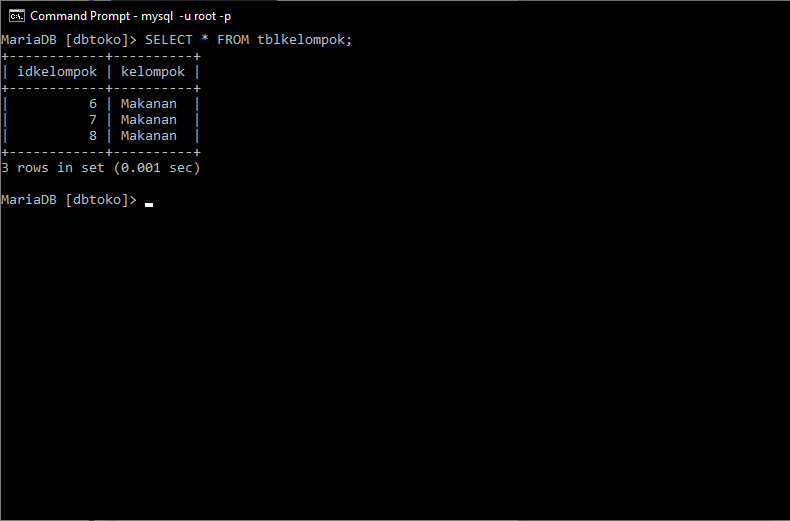 Command Prompt - mysql -u root -p
MariaDB [dbtoko]> SELECT * FROM tblkelompok;
+------------+----------+
| idkelompok | kelompok |
+------------+----------+
|          6 | Makanan  |
|          7 | Makanan  |
|          8 | Makanan  |
+------------+----------+
3 rows in set (0.001 sec)
MariaDB [dbtoko]> _